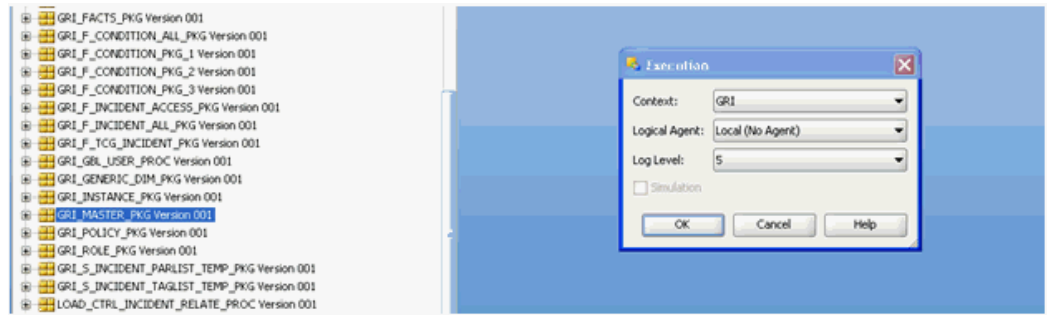 GRI_FACTS_PKG Version 001
GRI_F_CONDITION_ALL_PKG Version 001
GRI_F_CONDITION_PKG_1 Version 001
GRI_F_CONDITION_PKG_2 Version 001
GRI_F_CONDITION_PKG_3 Version 001
GRI_F_INCIDENT_ACCESS_PKG Version 001
GRI_F_INCIDENT_ALL_PKG Version 001
GRI_F_TCG_INCIDENT_PKG Version 001
GRI_GBL_USER_PROC Version 001
GRI_GENERIC_DIM_PKG Version 001
GRI_INSTANCE_PKG Version 001
GRI_MASTER_PKG Version 001
GRI_POLICY_PKG Version 001
GRI_ROLE_PKG Version 001
GRI_S_INCIDENT_PARLIST_TEMP_PKG Version 001
GRI_S_INCIDENT_TAGLIST_TEMP_PKG Version 001
LOAD_CTRL_INCIDENT_RELATE_PROC Version 001
Execution
Context: GRI
Logical Agent: Local (No Agent)
Log Level: 5
Simulation
OK Cancel Help